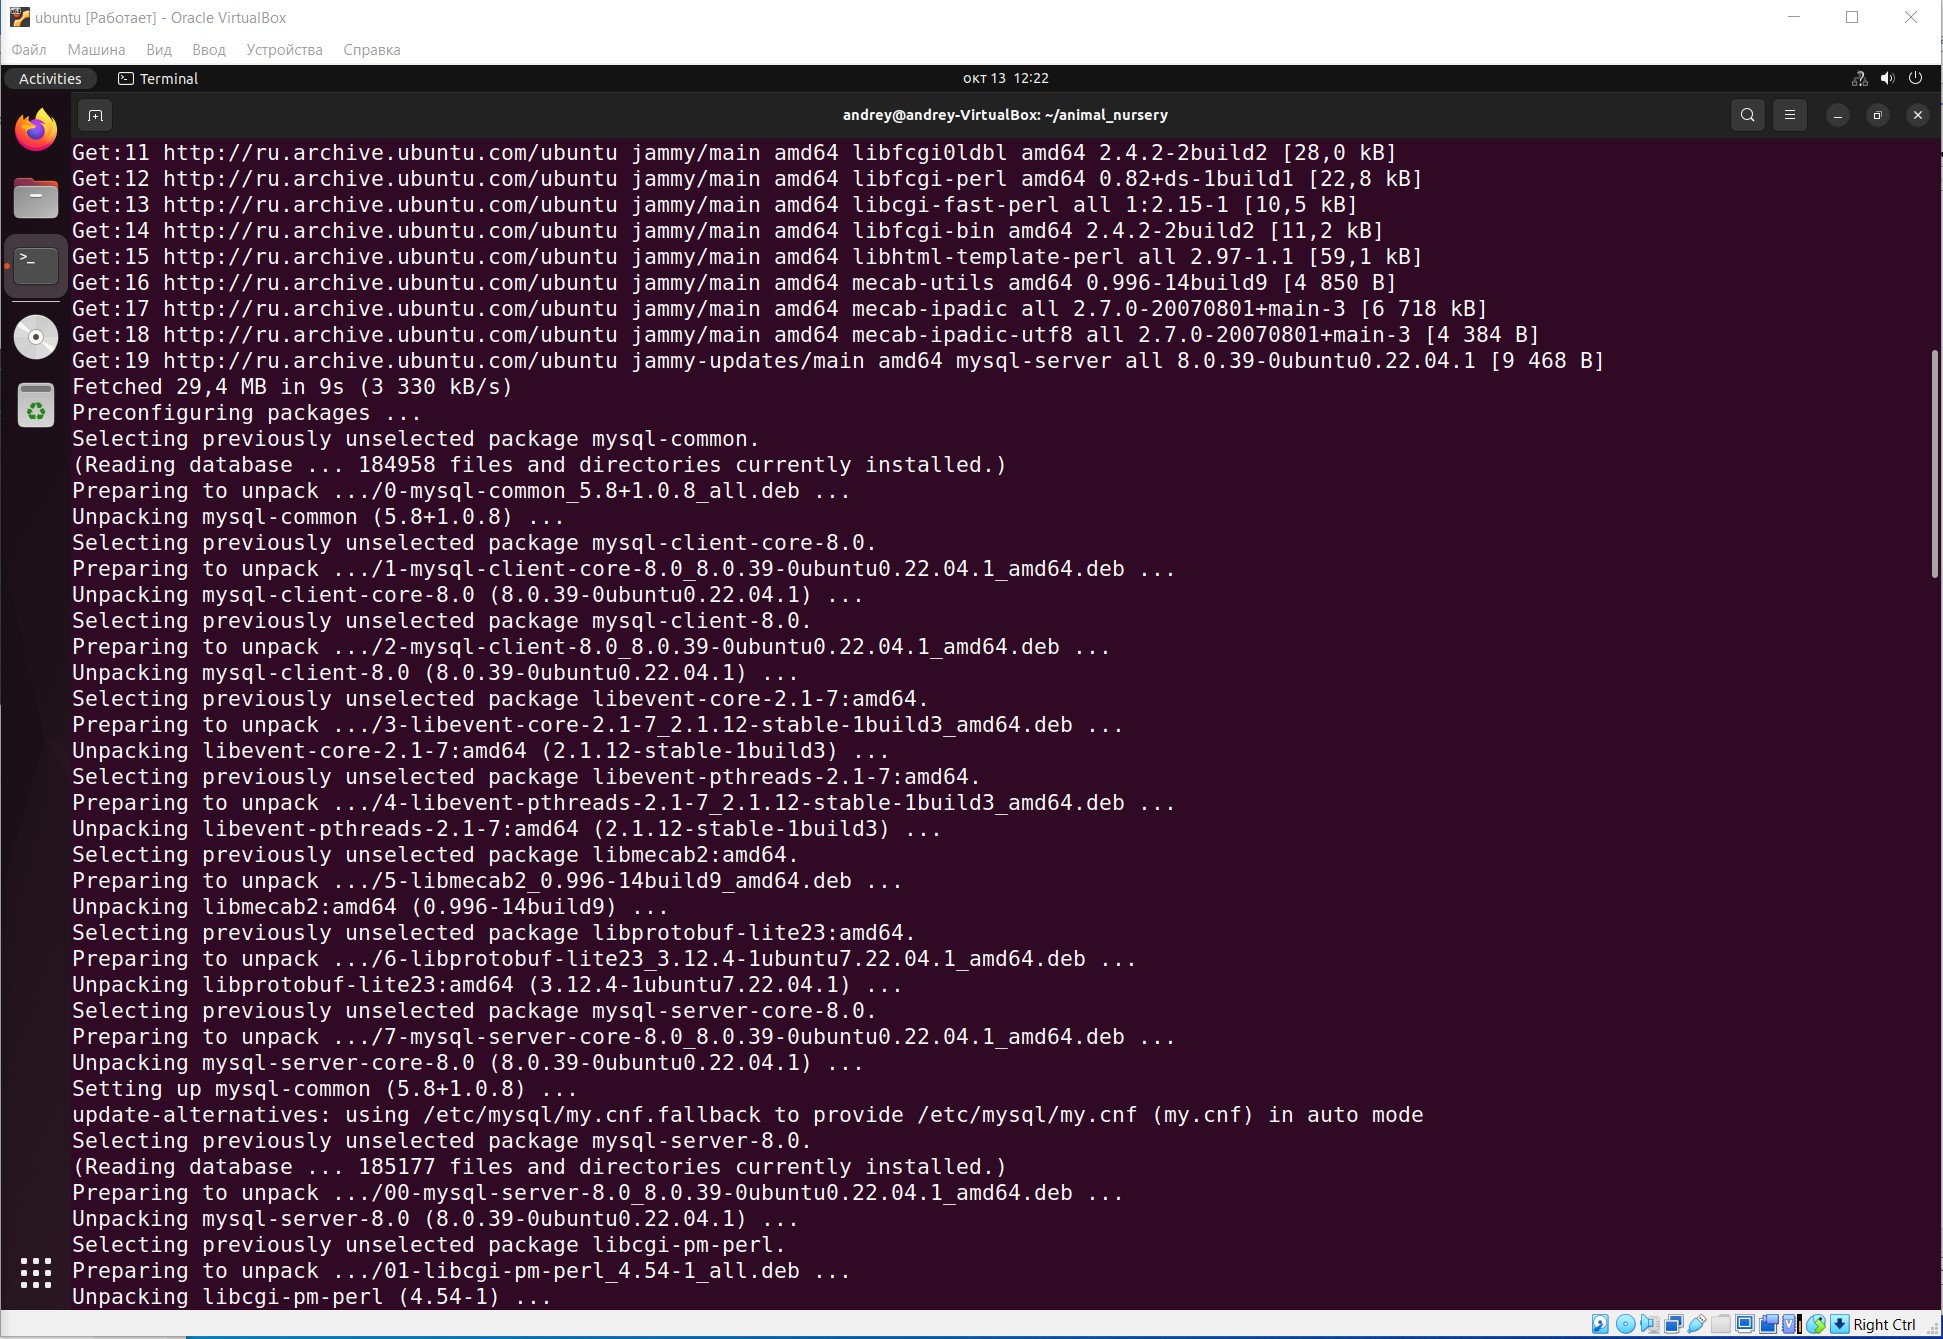 ubuntu [Работает] - Oracle VirtualBox
Файл Машина Вид Ввод Устройства Справка
Activities Terminal окт 13 12:22
andrey@andrey-VirtualBox: ~/animal_nursery
Get:11 http://ru.archive.ubuntu.com/ubuntu jammy/main amd64 libfcgi0ldbl amd64 2.4.2-2build2 [28,0 kB]
Get:12 http://ru.archive.ubuntu.com/ubuntu jammy/main amd64 libfcgi-perl amd64 0.82+ds-1build1 [22,8 kB]
Get:13 http://ru.archive.ubuntu.com/ubuntu jammy/main amd64 libcgi-fast-perl all 1:2.15-1 [10,5 kB]
Get:14 http://ru.archive.ubuntu.com/ubuntu jammy/main amd64 libfcgi-bin amd64 2.4.2-2build2 [11,2 kB]
Get:15 http://ru.archive.ubuntu.com/ubuntu jammy/main amd64 libhtml-template-perl all 2.97-1.1 [59,1 kB]
Get:16 http://ru.archive.ubuntu.com/ubuntu jammy/main amd64 mecab-utils amd64 0.996-14build9 [4 850 B]
Get:17 http://ru.archive.ubuntu.com/ubuntu jammy/main amd64 mecab-ipadic all 2.7.0-20070801+main-3 [6 718 kB]
Get:18 http://ru.archive.ubuntu.com/ubuntu jammy/main amd64 mecab-ipadic-utf8 all 2.7.0-20070801+main-3 [4 384 B]
Get:19 http://ru.archive.ubuntu.com/ubuntu jammy-updates/main amd64 mysql-server all 8.0.39-0ubuntu0.22.04.1 [9 468 B]
Fetched 29,4 MB in 9s (3 330 kB/s)
Preconfiguring packages ...
Selecting previously unselected package mysql-common.
(Reading database ... 184958 files and directories currently installed.)
Preparing to unpack .../0-mysql-common_5.8+1.0.8_all.deb ...
Unpacking mysql-common (5.8+1.0.8) ...
Selecting previously unselected package mysql-client-core-8.0.
Preparing to unpack .../1-mysql-client-core-8.0_8.0.39-0ubuntu0.22.04.1_amd64.deb ...
Unpacking mysql-client-core-8.0 (8.0.39-0ubuntu0.22.04.1) ...
Selecting previously unselected package mysql-client-8.0.
Preparing to unpack .../2-mysql-client-8.0_8.0.39-0ubuntu0.22.04.1_amd64.deb ...
Unpacking mysql-client-8.0 (8.0.39-0ubuntu0.22.04.1) ...
Selecting previously unselected package libevent-core-2.1-7:amd64.
Preparing to unpack .../3-libevent-core-2.1-7_2.1.12-stable-1build3_amd64.deb ...
Unpacking libevent-core-2.1-7:amd64 (2.1.12-stable-1build3) ...
Selecting previously unselected package libevent-pthreads-2.1-7:amd64.
Preparing to unpack .../4-libevent-pthreads-2.1-7_2.1.12-stable-1build3_amd64.deb ...
Unpacking libevent-pthreads-2.1-7:amd64 (2.1.12-stable-1build3) ...
Selecting previously unselected package libmecab2:amd64.
Preparing to unpack .../5-libmecab2_0.996-14build9_amd64.deb ...
Unpacking libmecab2:amd64 (0.996-14build9) ...
Selecting previously unselected package libprotobuf-lite23:amd64.
Preparing to unpack .../6-libprotobuf-lite23_3.12.4-1ubuntu7.22.04.1_amd64.deb ...
Unpacking libprotobuf-lite23:amd64 (3.12.4-1ubuntu7.22.04.1) ...
Selecting previously unselected package mysql-server-core-8.0.
Preparing to unpack .../7-mysql-server-core-8.0_8.0.39-0ubuntu0.22.04.1_amd64.deb ...
Unpacking mysql-server-core-8.0 (8.0.39-0ubuntu0.22.04.1) ...
Setting up mysql-common (5.8+1.0.8) ...
update-alternatives: using /etc/mysql/my.cnf.fallback to provide /etc/mysql/my.cnf (my.cnf) in auto mode
Selecting previously unselected package mysql-server-8.0.
(Reading database ... 185177 files and directories currently installed.)
Preparing to unpack .../00-mysql-server-8.0_8.0.39-0ubuntu0.22.04.1_amd64.deb ...
Unpacking mysql-server-8.0 (8.0.39-0ubuntu0.22.04.1) ...
Selecting previously unselected package libcgi-pm-perl.
Preparing to unpack .../01-libcgi-pm-perl_4.54-1_all.deb ...
Unpacking libcgi-pm-perl (4.54-1) ...
Right Ctrl